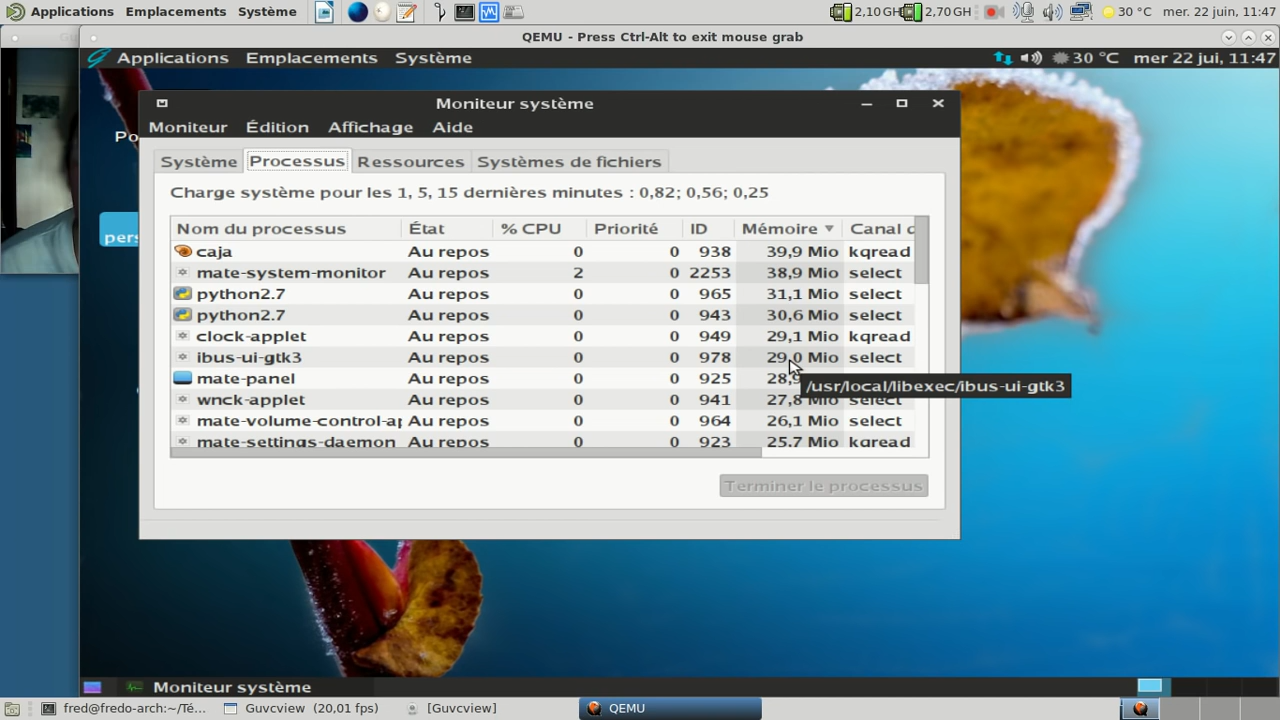 Applications Emplacements Système 2,10 GH 2,70 GH 30 °C mer. 22 juin, 11:47
QEMU - Press Ctrl-Alt to exit mouse grab
Applications Emplacements Système 30 °C mer 22 jui, 11:47
Moniteur système
Moniteur Édition Affichage Aide
Po
Système Processus Ressources Systèmes de fichiers
Charge système pour les 1, 5, 15 dernières minutes : 0,82; 0,56; 0,25
pers
Nom du processus État % CPU Priorité ID Mémoire Canal d
caja Au repos 0 0 938 39,9 Mio kqread
mate-system-monitor Au repos 2 0 2253 38,9 Mio select
python2.7 Au repos 0 0 965 31,1 Mio select
python2.7 Au repos 0 0 943 30,6 Mio select
clock-applet Au repos 0 0 949 29,1 Mio kqread
ibus-ui-gtk3 Au repos 0 0 978 29,0 Mio select
mate-panel Au repos 0 0 925 28,9
/usr/local/libexec/ibus-ui-gtk3
wnck-applet Au repos 0 0 941 27,8 Mio select
mate-volume-control-ap Au repos 0 0 964 26,1 Mio select
mate-settings-daemon Au repos 0 0 923 25,7 Mio kqread
Terminer le processus
Moniteur système
fred@fredo-arch:~/Té... Guvcview (20,01 fps) [Guvcview] QEMU